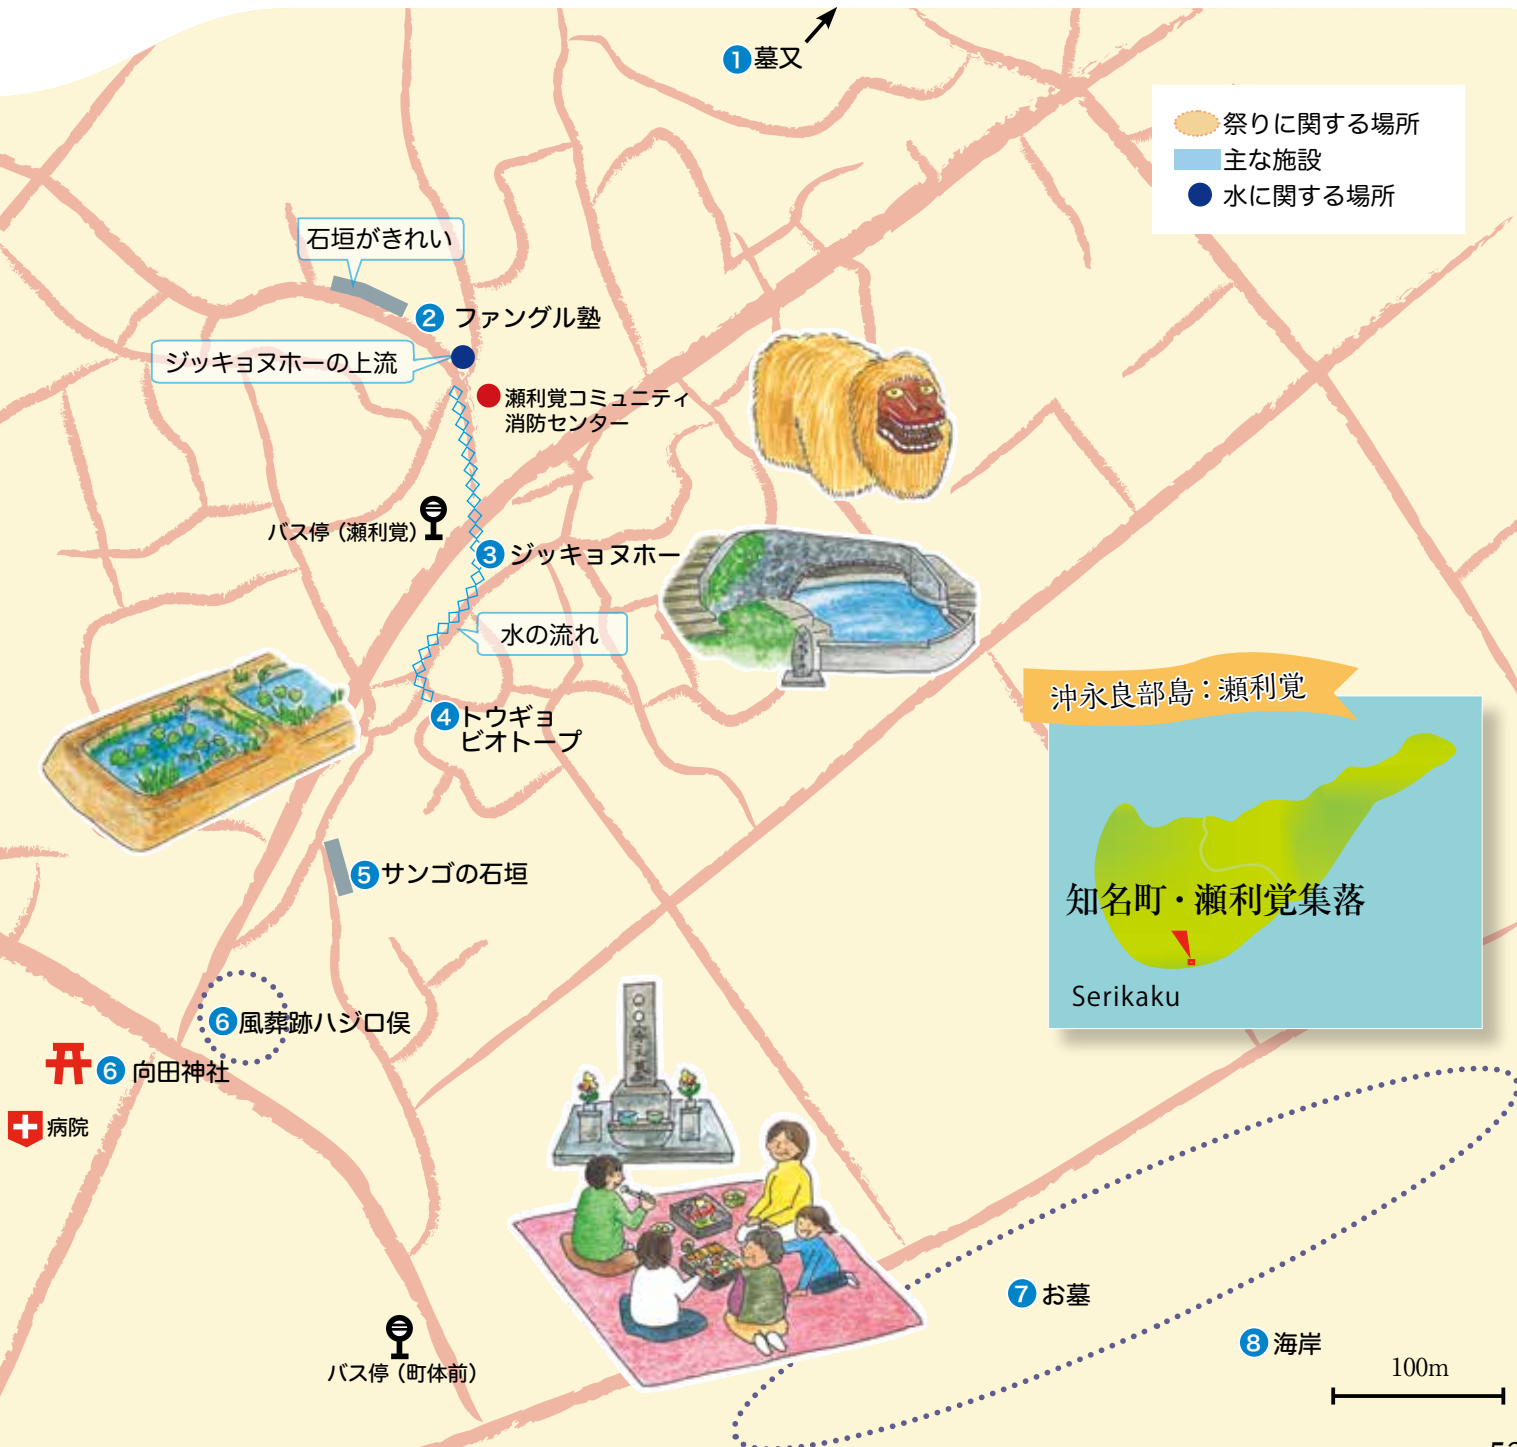 1 墓又
祭りに関する場所
主な施設
水に関する場所
石垣がきれい
2 ファングル塾
ジッキョヌホーの上流
瀬利覚コミュニティ
消防センター
バス停（瀬利覚）
3 ジッキョヌホー
水の流れ
4 トウギョ
ビオトープ
沖永良部島：瀬利覚
知名町・瀬利覚集落
Serikaku
5 サンゴの石垣
6 風葬跡ハジロ俣
6 向田神社
病院
7 お墓
8 海岸
バス停（町体前）
100m